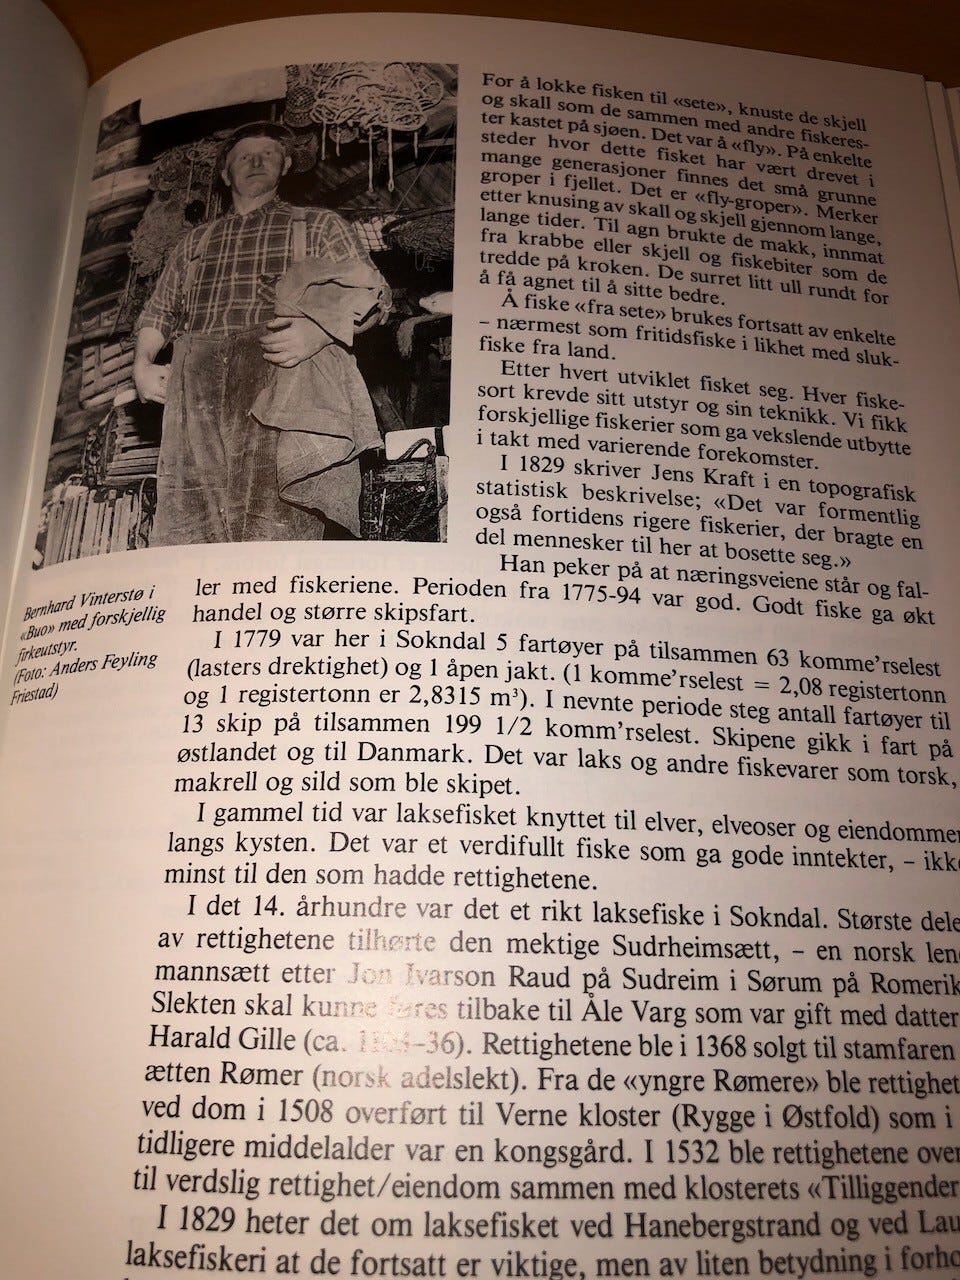 For å lokke fisken til «sete», knuste de skjell
og skall som de sammen med andre fiskeres-
ter kastet på sjøen. Det var å «fly». På enkelte
steder hvor dette fisket har vært drevet i
mange generasjoner finnes det små grunne
groper i fjellet. Det er «fly-groper». Merker
etter knusing av skall og skjell gjennom lange,
lange tider. Til agn brukte de makk, innmat
fra krabbe eller skjell og fiskebiter som de
tredde på kroken. De surret litt ull rundt for
å få agnet til å sitte bedre.
Å fiske «fra sete» brukes fortsatt av enkelte
– nærmest som fritidsfiske i likhet med sluk-
fiske fra land.
Etter hvert utviklet fisket seg. Hver fiske-
sort krevde sitt utstyr og sin teknikk. Vi fikk
forskjellige fiskerier som ga vekslende utbytte
i takt med varierende forekomster.
I 1829 skriver Jens Kraft i en topografisk
statistisk beskrivelse; «Det var formentlig
også fortidens rigere fiskerier, der bragte en
del mennesker til her at bosette seg.»
Han peker på at næringsveiene står og fal-
ler med fiskeriene. Perioden fra 1775-94 var god. Godt fiske ga økt
handel og større skipsfart.
I 1779 var her i Sokndal 5 fartøyer på tilsammen 63 komme'rselest
(lasters drektighet) og 1 åpen jakt. (1 komme'rselest = 2,08 registertonn
og 1 registertonn er 2,8315 m³). I nevnte periode steg antall fartøyer til
13 skip på tilsammen 199 1/2 komm'rselest. Skipene gikk i fart på
østlandet og til Danmark. Det var laks og andre fiskevarer som torsk,
makrell og sild som ble skipet.
I gammel tid var laksefisket knyttet til elver, elveoser og eiendommer
langs kysten. Det var et verdifullt fiske som ga gode inntekter, – ikke
minst til den som hadde rettighetene.
I det 14. århundre var det et rikt laksefiske i Sokndal. Største dele
av rettighetene tilhørte den mektige Sudrheimsætt, – en norsk len
mannsætt etter Jon Ivarson Raud på Sudreim i Sørum på Romerik
Slekten skal kunne føres tilbake til Åle Varg som var gift med datter
Harald Gille (ca. -36). Rettighetene ble i 1368 solgt til stamfaren
ætten Rømer (norsk adelslekt). Fra de «yngre Rømere» ble rettighet
ved dom i 1508 overført til Verne kloster (Rygge i Østfold) som i
tidligere middelalder var en kongsgård. I 1532 ble rettighetene over
til verdslig rettighet/eiendom sammen med klosterets «Tilliggender
I 1829 heter det om laksefisket ved Hanebergstrand og ved Lau
laksefiskeri at de fortsatt er viktige, men av liten betydning i forho
Bernhard Vinterstø i
«Buo» med forskjellig
firkeutstyr.
(Foto: Anders Feyling
Friestad)